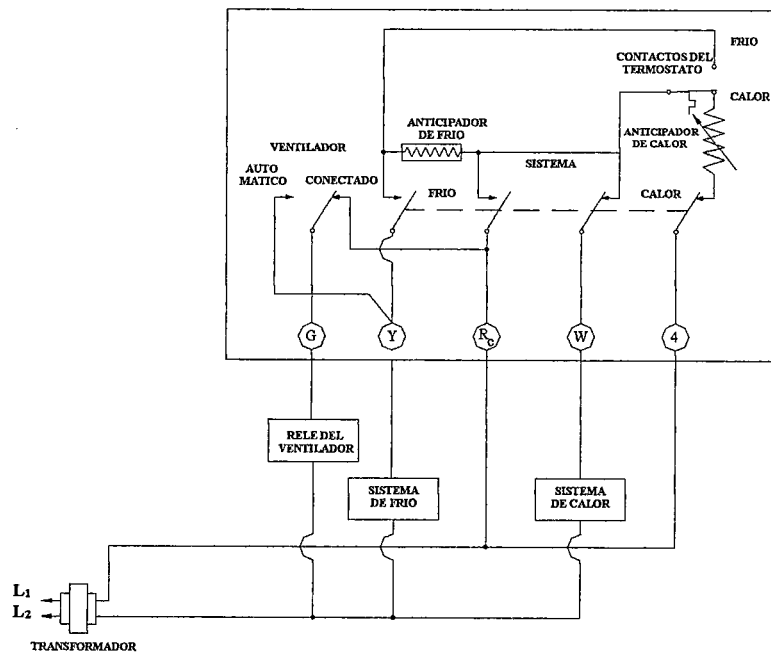 FRIO
CONTACTOS DEL
TERMOSTATO
CALOR
ANTICIPADOR
DE FRIO
ANTICIPADOR
DE CALOR
VENTILADOR
SISTEMA
AUTO
MATICO
CONECTADO
FRIO
CALOR
G
Y
Rc
W
4
RELE DEL
VENTILADOR
SISTEMA
DE FRIO
SISTEMA
DE CALOR
L1
L2
TRANSFORMADOR